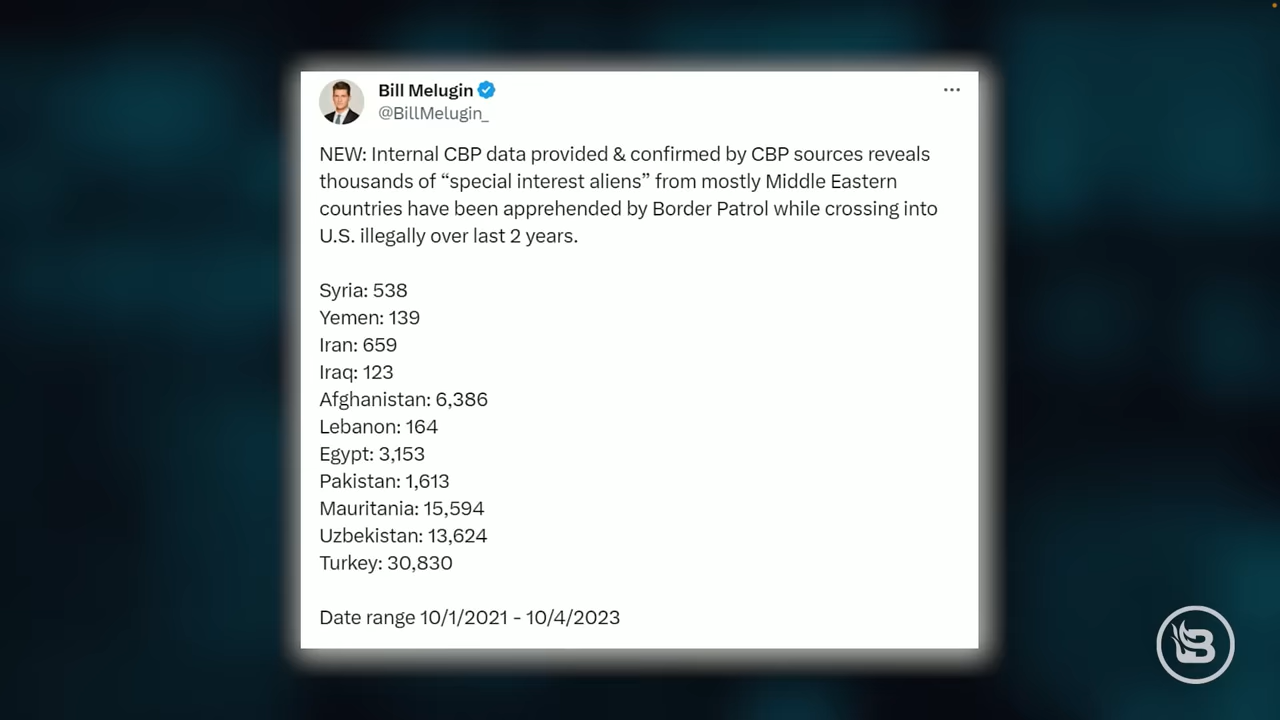 Bill Melugin
@BillMelugin_
NEW: Internal CBP data provided & confirmed by CBP sources reveals
thousands of “special interest aliens” from mostly Middle Eastern
countries have been apprehended by Border Patrol while crossing into
U.S. illegally over last 2 years.
Syria: 538
Yemen: 139
Iran: 659
Iraq: 123
Afghanistan: 6,386
Lebanon: 164
Egypt: 3,153
Pakistan: 1,613
Mauritania: 15,594
Uzbekistan: 13,624
Turkey: 30,830
Date range 10/1/2021 - 10/4/2023
B